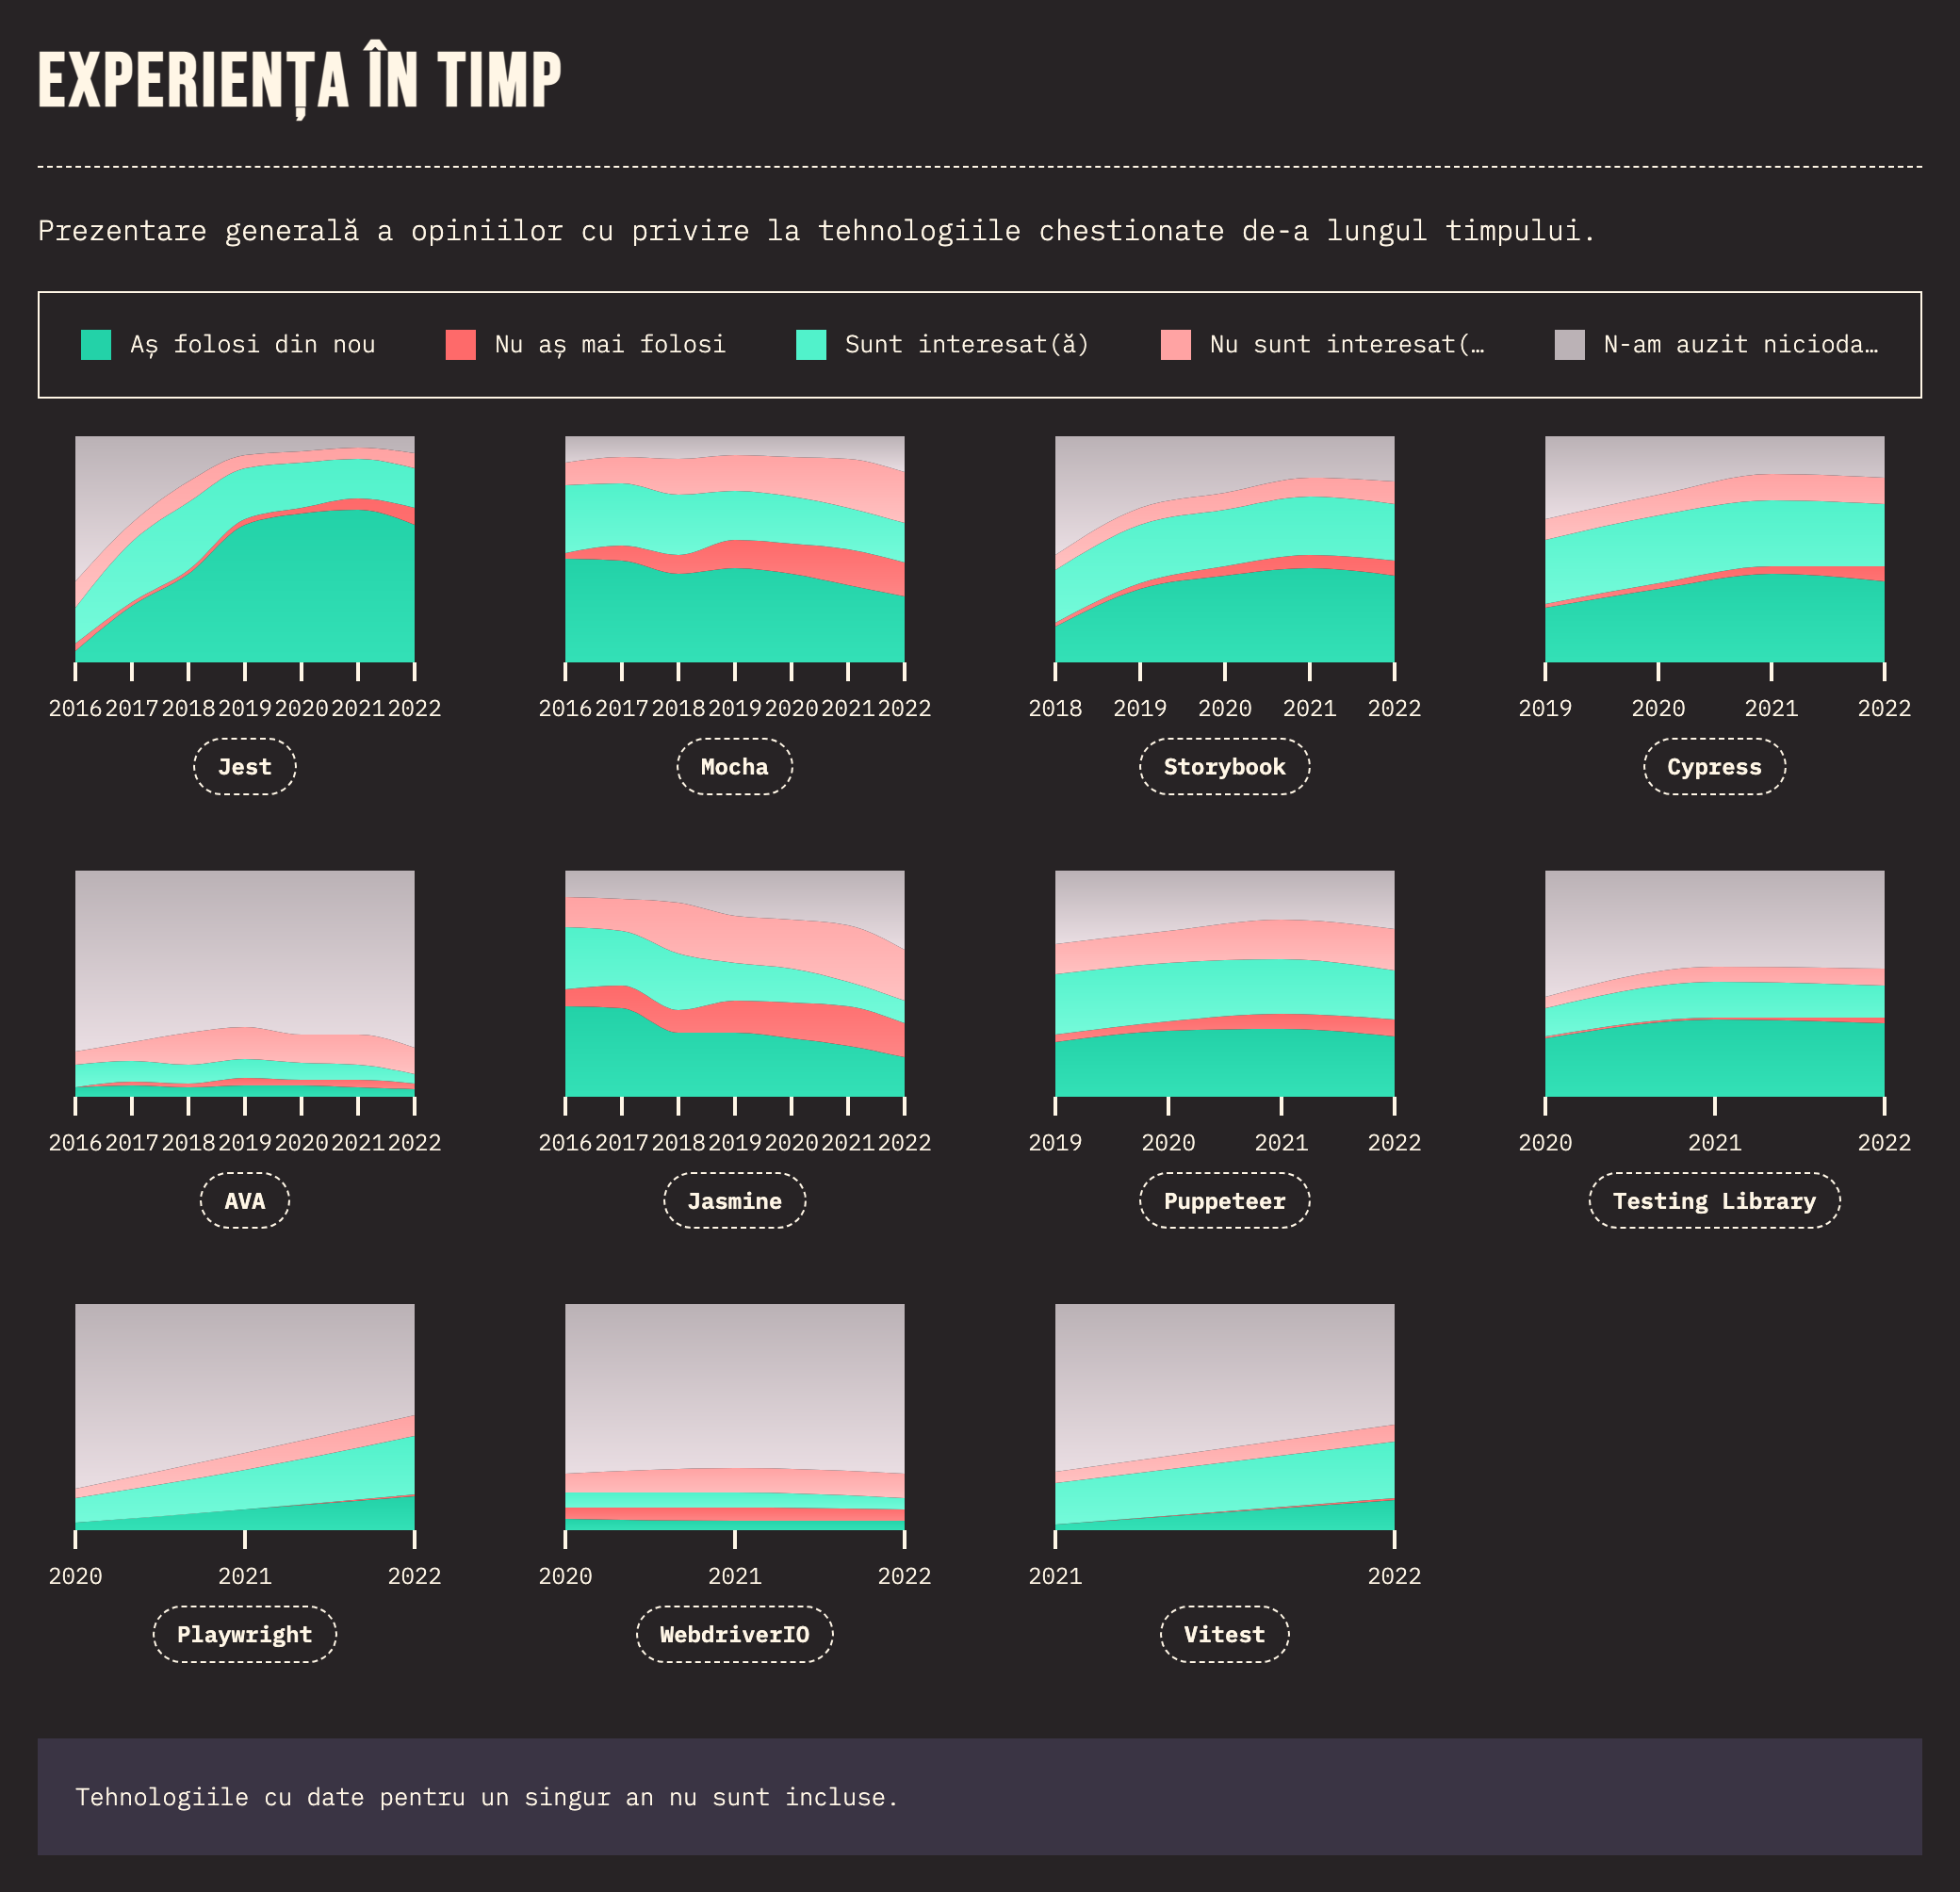 EXPERIENȚA ÎN TIMP
Prezentare generală a opiniilor cu privire la tehnologiile chestionate de-a lungul timpului.
Aș folosi din nou Nu aș mai folosi Sunt interesat(ă) Nu sunt interesat(… N-am auzit nicioda…
2016 2017 2018 2019 2020 2021 2022 2016 2017 2018 2019 2020 2021 2022 2018 2019 2020 2021 2022 2019 2020 2021 2022
Jest Mocha Storybook Cypress
2016 2017 2018 2019 2020 2021 2022 2016 2017 2018 2019 2020 2021 2022 2019 2020 2021 2022 2020 2021 2022
AVA Jasmine Puppeteer Testing Library
2020 2021 2022 2020 2021 2022 2021 2022
Playwright WebdriverIO Vitest
Tehnologiile cu date pentru un singur an nu sunt incluse.